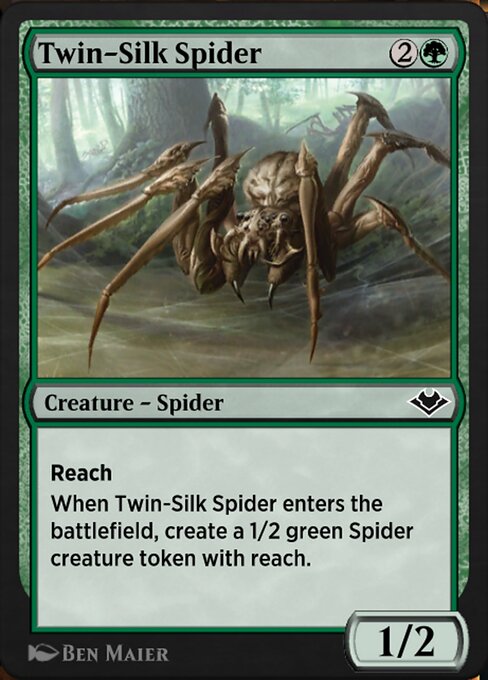 Twin-Silk Spider 2
Creature – Spider
Reach
When Twin-Silk Spider enters the
battlefield, create a 1/2 green Spider
creature token with reach.
1/2
Ben Maier